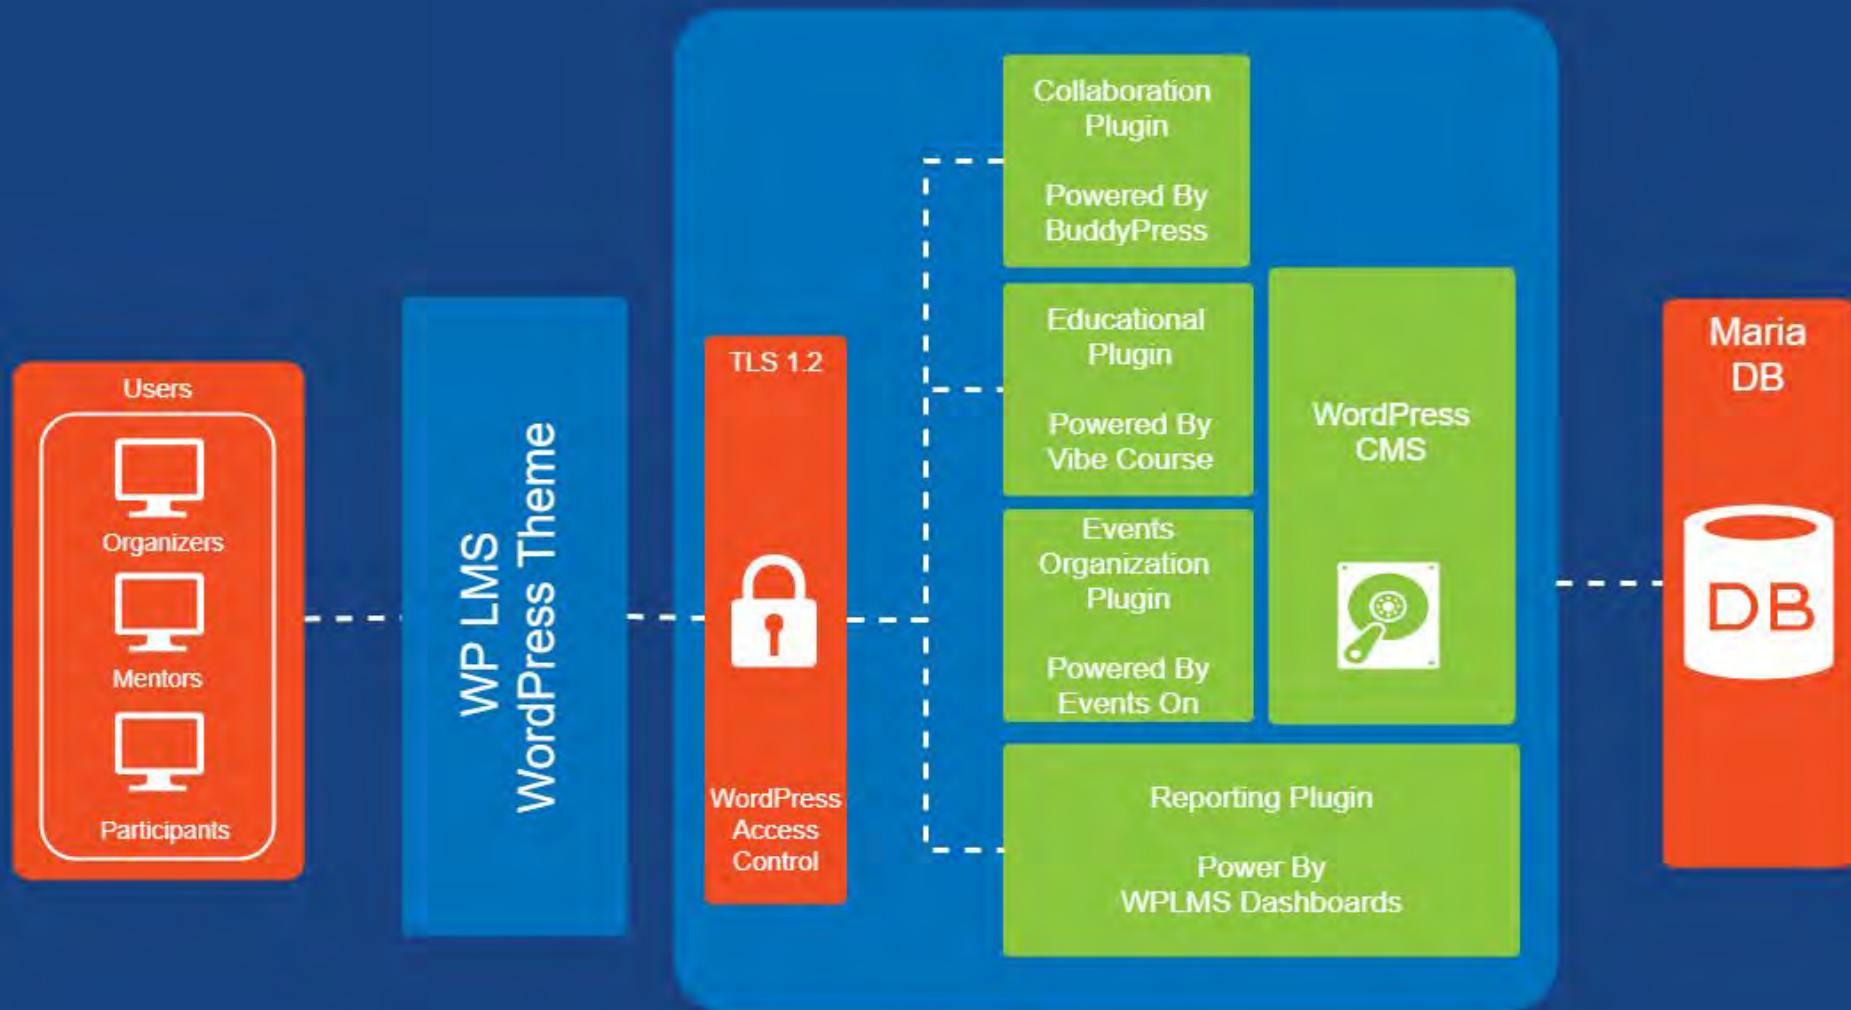 Users
Organizers
Mentors
Participants
WP LMS
WordPress Theme
TLS 1.2
WordPress
Access
Control
Collaboration
Plugin
Powered By
BuddyPress
Educational
Plugin
Powered By
Vibe Course
Events
Organization
Plugin
Powered By
Events On
WordPress
CMS
Reporting Plugin
Power By
WPLMS Dashboards
Maria
DB
DB